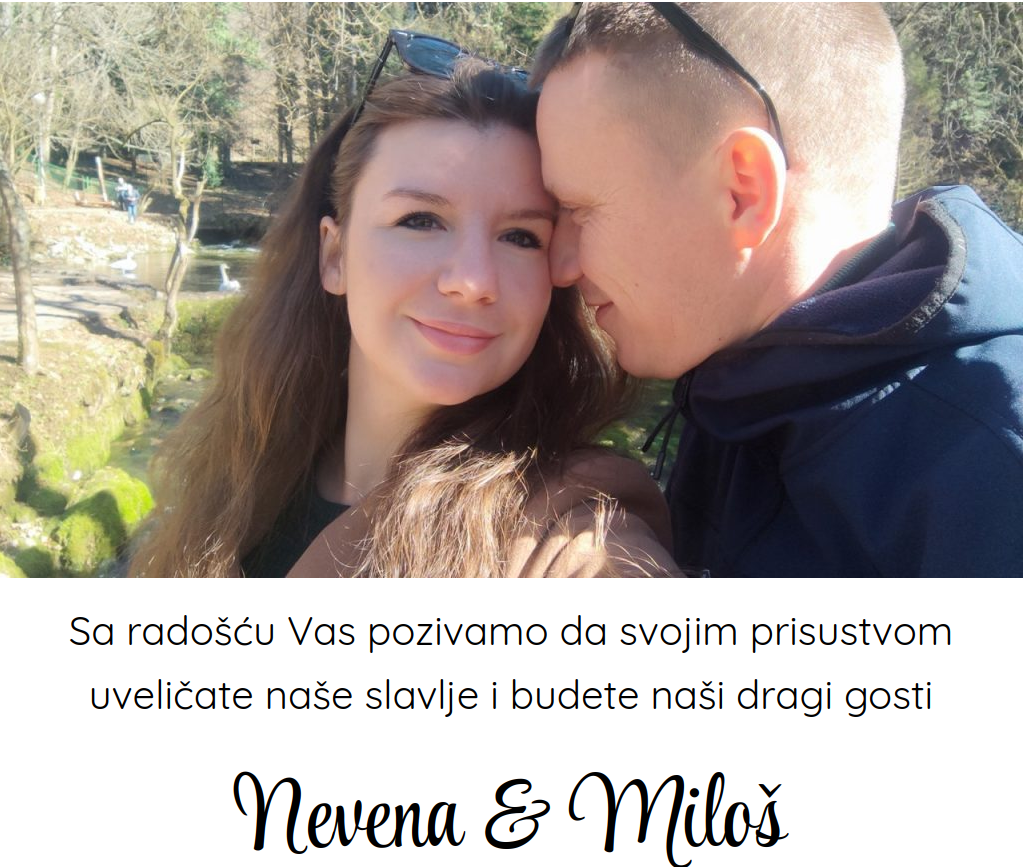 Sa radošću Vas pozivamo da svojim prisustvom
uveličate naše slavlje i budete naši dragi gosti
Nevena & Miloš